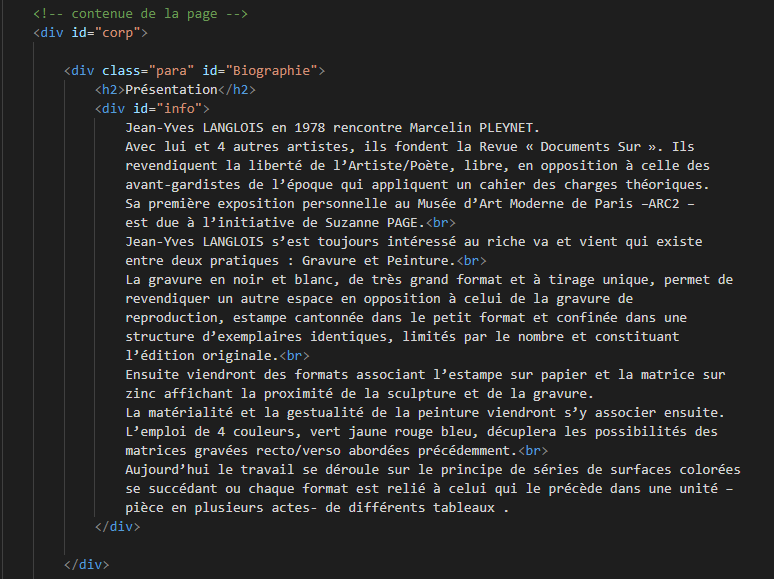 <!-- contenue de la page -->
<div id="corp">
<div class="para" id="Biographie">
<h2>Présentation</h2>
<div id="info">
Jean-Yves LANGLOIS en 1978 rencontre Marcelin PLEYNET.
Avec lui et 4 autres artistes, ils fondent la Revue « Documents Sur ». Ils
revendiquent la liberté de l’Artiste/Poète, libre, en opposition à celle des
avant-gardistes de l’époque qui appliquent un cahier des charges théoriques.
Sa première exposition personnelle au Musée d’Art Moderne de Paris –ARC2 –
est due à l’initiative de Suzanne PAGE.<br>
Jean-Yves LANGLOIS s’est toujours intéressé au riche va et vient qui existe
entre deux pratiques : Gravure et Peinture.<br>
La gravure en noir et blanc, de très grand format et à tirage unique, permet de
revendiquer un autre espace en opposition à celui de la gravure de
reproduction, estampe cantonnée dans le petit format et confinée dans une
structure d’exemplaires identiques, limités par le nombre et constituant
l’édition originale.<br>
Ensuite viendront des formats associant l’estampe sur papier et la matrice sur
zinc affichant la proximité de la sculpture et de la gravure.
La matérialité et la gestualité de la peinture viendront s’y associer ensuite.
L’emploi de 4 couleurs, vert jaune rouge bleu, décuplera les possibilités des
matrices gravées recto/verso abordées précédemment.<br>
Aujourd’hui le travail se déroule sur le principe de séries de surfaces colorées
se succédant ou chaque format est relié à celui qui le précède dans une unité –
pièce en plusieurs actes- de différents tableaux .
</div>
</div>